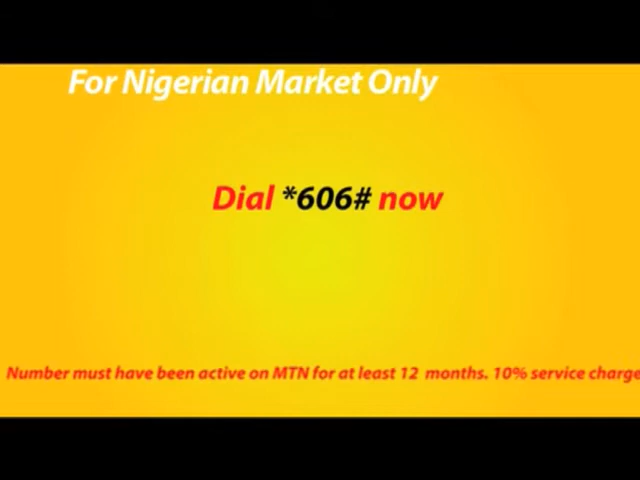 For Nigerian Market Only
Dial *606# now
Number must have been active on MTN for at least 12 months. 10% service charge